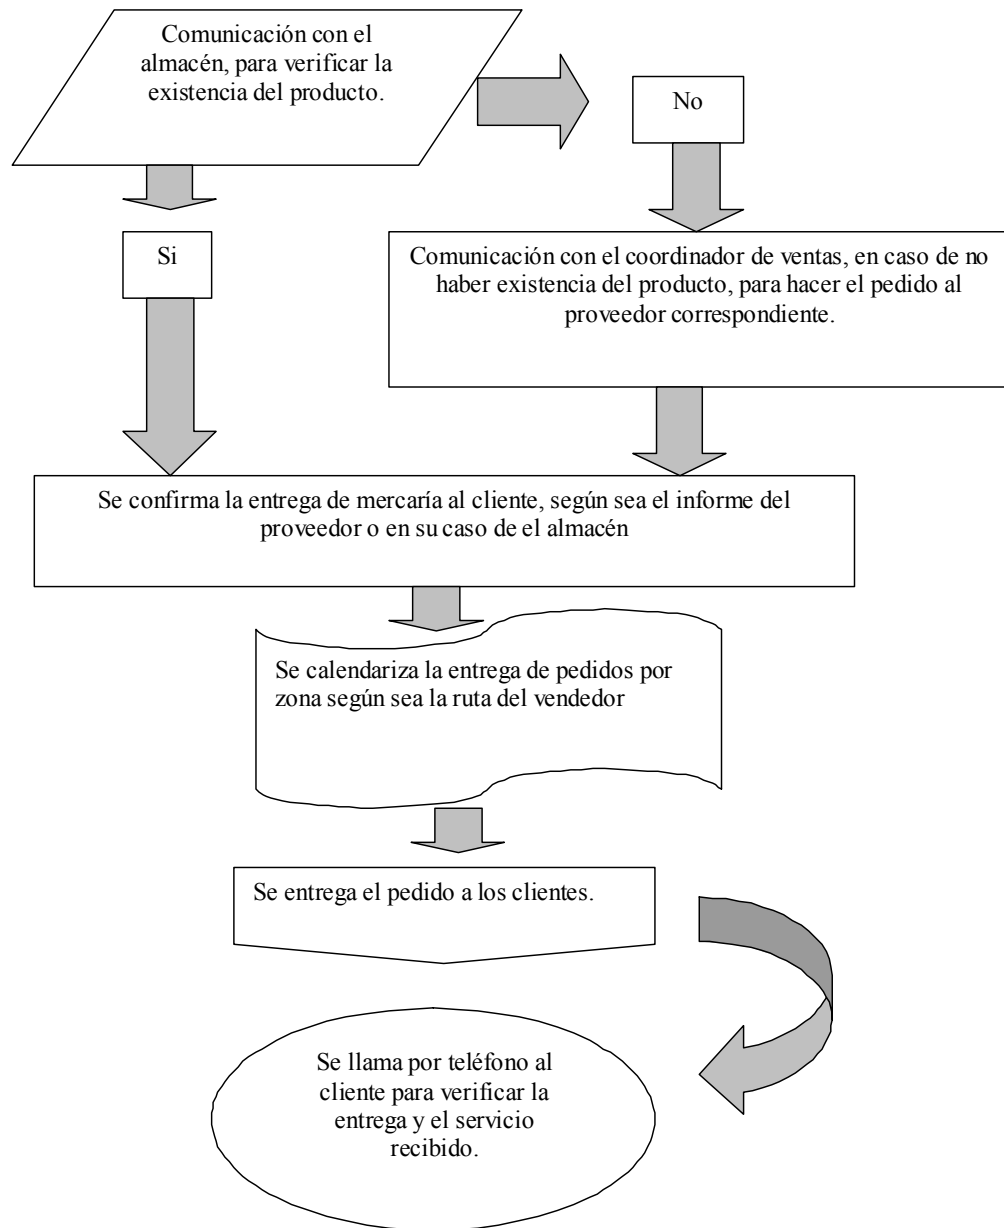 Comunicación con el
almacén, para verificar la
existencia del producto.
No
Si
Comunicación con el coordinador de ventas, en caso de no
haber existencia del producto, para hacer el pedido al
proveedor correspondiente.
Se confirma la entrega de mercaría al cliente, según sea el informe del
proveedor o en su caso de el almacén
Se calendariza la entrega de pedidos por
zona según sea la ruta del vendedor
Se entrega el pedido a los clientes.
Se llama por teléfono al
cliente para verificar la
entrega y el servicio
recibido.